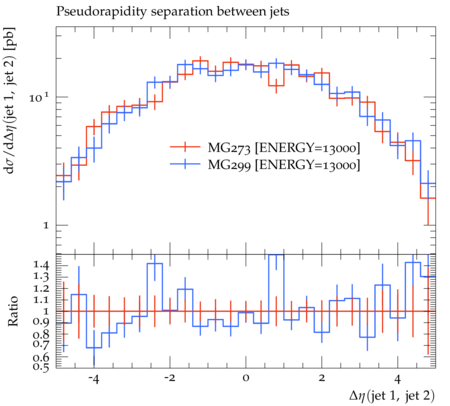 Pseudorapidity separation between jets
dσ/dΔη(jet 1, jet 2) [pb]
10¹
1
MG273 [ENERGY=13000]
MG299 [ENERGY=13000]
Ratio
1.4
1.3
1.2
1.1
1
0.9
0.8
0.7
0.6
0.5
-4 -2 0 2 4
Δη(jet 1, jet 2)